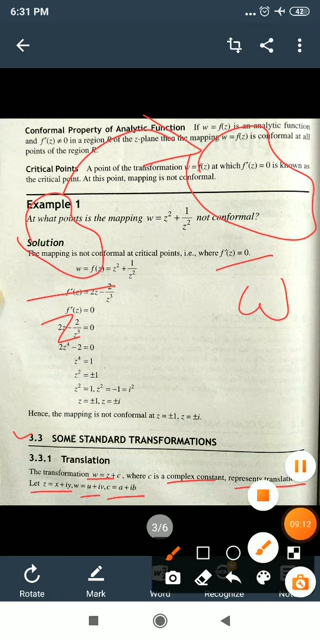 6:31 PM
42
Conformal Property of Analytic Function If w = f(z) is an analytic function
and f'(z) ≠ 0 in a region R of the z-plane then the mapping w = f(z) is conformal at all
points of the region R.
Critical Points A point of the transformation w = f(z) at which f'(z) = 0 is known as
the critical point. At this point, mapping is not conformal.
Example 1
At what points is the mapping w = z² + 1/z² not conformal?
Solution
The mapping is not conformal at critical points, i.e., where f'(z) = 0.
w = f(z) = z² + 1/z²
f'(z) = 2z - 2/z³
f'(z) = 0
2z - 2/z³ = 0
2z⁴ - 2 = 0
z⁴ = 1
z² = ±1
z² = 1, z² = -1 = i²
z = ±1, z = ±i
Hence, the mapping is not conformal at z = ±1, z = ±i.
Z
W
3.3 SOME STANDARD TRANSFORMATIONS
3.3.1 Translation
The transformation w = z + c, where c is a complex constant, represents translati
Let z = x + iy, w = u + iv, c = a + ib
3/6
09:12
Rotate Mark Word Recognize No